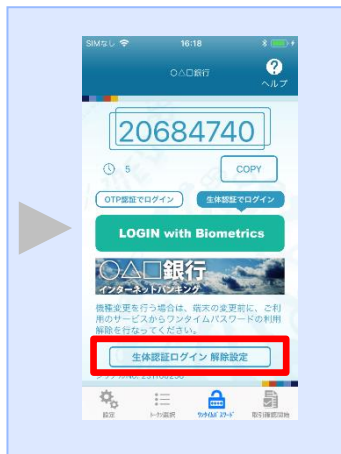 SIMなし 16:18
○△□銀行
ヘルプ
20684740
5 COPY
OTP認証でログイン 生体認証でログイン
LOGIN with Biometrics
○△□銀行
インターネットバンキング
機種変更を行う場合は、端末の変更前に、ご利
用のサービスからワンタイムパスワードの利用
解除を行なってください。
生体認証ログイン 解除設定
設定 トークン選択 ワンタイムパスワード